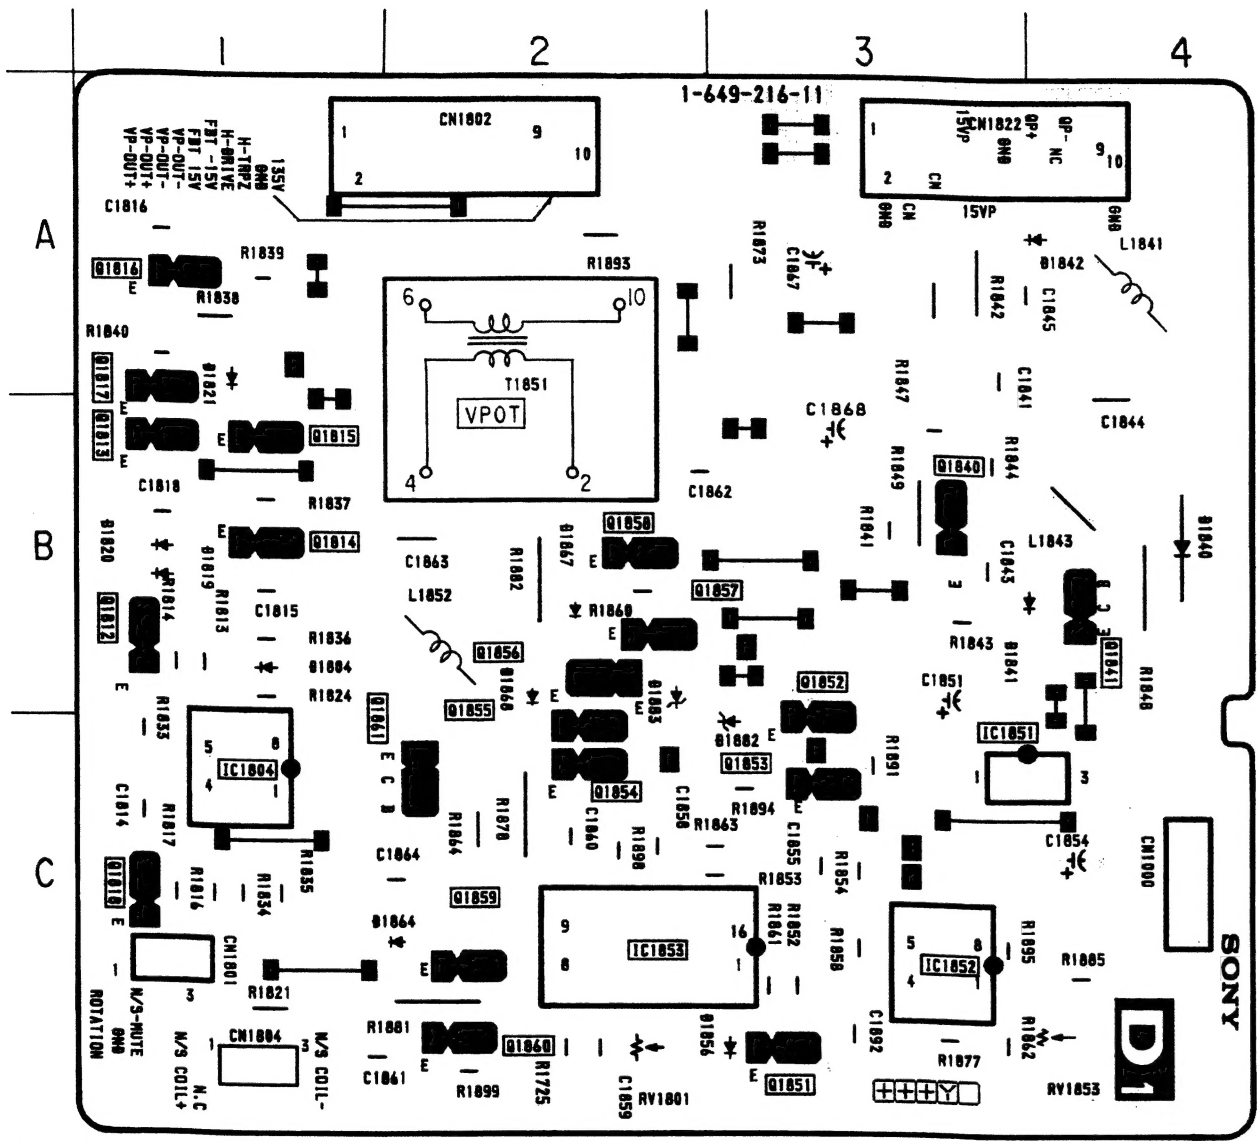 1
2
3
4
1-649-216-11
CN1802
1
9
10
2
CN1822
1
15VP
GND
QP+
QP-
NC
9
10
2
CN
GND
CN
15VP
GND
VP-OUT+
VP-OUT+
VP-OUT-
VP-OUT-
FBT 15V
FBT -15V
H-DRIVE
H-TRPZ
GND
135V
A
C1816
R1839
Q1816
E
R1838
R1893
R1873
C1867
D1842
L1841
R1842
C1845
6
10
R1840
Q1817
E
D1821
T1851
VPOT
4
2
R1847
C1841
C1868
C1844
Q1813
E
E
Q1815
C1862
R1849
Q1840
R1844
C1818
R1837
B
D1820
E
Q1814
C1863
R1882
D1867
Q1858
E
R1841
E
L1843
C1843
D1840
D1819
R1814
R1813
C1815
L1852
R1860
Q1857
E
B
C
E
Q1841
Q1812
E
R1836
D1804
R1824
Q1856
R1843
D1841
D1868
E
E
D1883
Q1852
C1851
R1848
Q1861
Q1855
R1833
5
8
IC1804
4
1
E
C
B
D1882
E
Q1853
R1891
IC1851
1
3
E
Q1854
R1894
E
C1814
R1817
R1864
R1870
C1858
C1860
R1898
R1863
C1855
R1854
C1854
CN1000
C
C1864
R1835
Q1818
E
R1816
R1834
Q1859
R1853
D1864
9
16
IC1853
8
1
R1861
R1852
R1858
5
8
IC1852
4
1
R1895
R1885
SONY
CN1801
1
3
E
R1821
ROTATION
GND
N/S-MUTE
CN1804
1
3
N/S COIL+
N.C
N/S COIL-
R1881
C1861
E
R1899
Q1860
R1725
C1859
RV1801
D1856
E
Q1851
C1892
R1877
R1862
RV1853
D1
+++Y